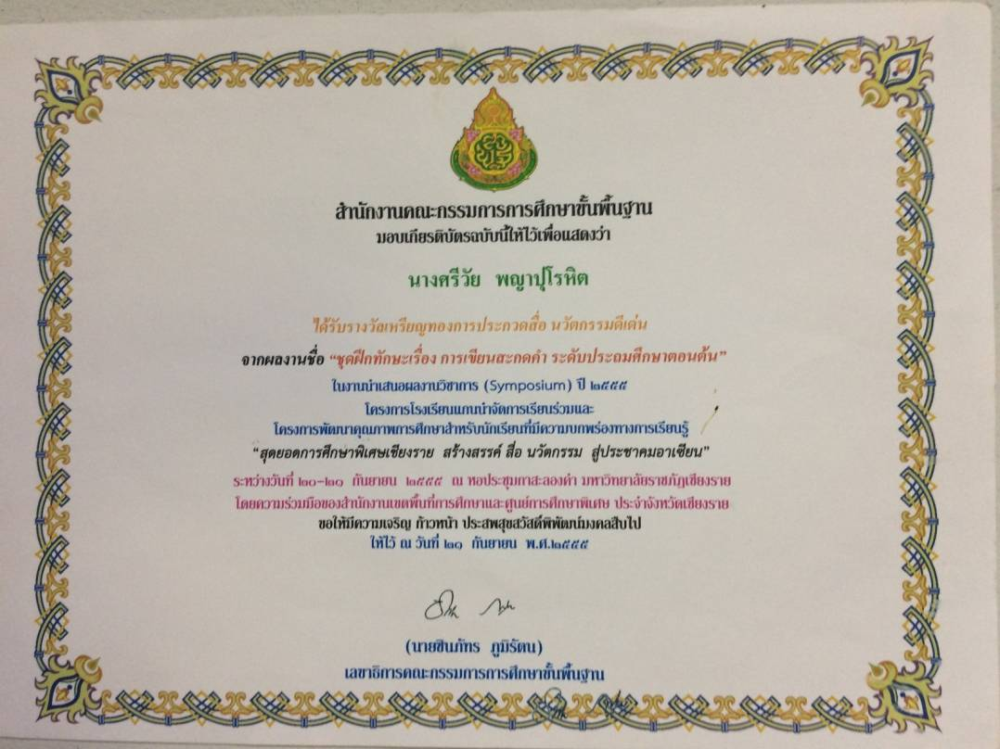 สำนักงานคณะกรรมการการศึกษาขั้นพื้นฐาน
มอบเกียรติบัตรฉบับนี้ให้ไว้เพื่อแสดงว่า
นางศรีวัย พญาปุโรหิต
ได้รับรางวัลเหรียญทองการประกวดสื่อ นวัตกรรมดีเด่น
จากผลงานชื่อ “ชุดฝึกทักษะเรื่อง การเขียนสะกดคำ ระดับประถมศึกษาตอนต้น”
ในงานนำเสนอผลงานวิชาการ (Symposium) ปี ๒๕๕๕
โครงการโรงเรียนแกนนำจัดการเรียนร่วมและ
โครงการพัฒนาคุณภาพการศึกษาสำหรับนักเรียนที่มีความบกพร่องทางการเรียนรู้
“สุดยอดการศึกษาพิเศษเชียงราย สร้างสรรค์ สื่อ นวัตกรรม สู่ประชาคมอาเซียน”
ระหว่างวันที่ ๒๐-๒๑ กันยายน ๒๕๕๕ ณ หอประชุมกาสะลองคำ มหาวิทยาลัยราชภัฏเชียงราย
โดยความร่วมมือของสำนักงานเขตพื้นที่การศึกษาและศูนย์การศึกษาพิเศษ ประจำจังหวัดเชียงราย
ขอให้มีความเจริญ ก้าวหน้า ประสพสุขสวัสดิ์พิพัฒน์มงคลสืบไป
ให้ไว้ ณ วันที่ ๒๑ กันยายน พ.ศ.๒๕๕๕
(นายชินภัทร ภูมิรัตน)
เลขาธิการคณะกรรมการการศึกษาขั้นพื้นฐาน